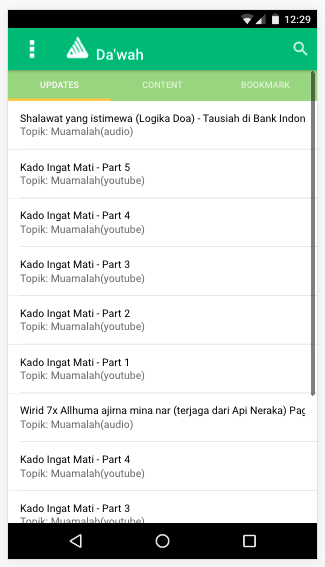 12:29
Da'wah
UPDATES CONTENT BOOKMARK
Shalawat yang istimewa (Logika Doa) - Tausiah di Bank Indon
Topik: Muamalah(audio)
Kado Ingat Mati - Part 5
Topik: Muamalah(youtube)
Kado Ingat Mati - Part 4
Topik: Muamalah(youtube)
Kado Ingat Mati - Part 3
Topik: Muamalah(youtube)
Kado Ingat Mati - Part 2
Topik: Muamalah(youtube)
Kado Ingat Mati - Part 1
Topik: Muamalah(youtube)
Wirid 7x Allhuma ajirna mina nar (terjaga dari Api Neraka) Pag
Topik: Muamalah(audio)
Kado Ingat Mati - Part 4
Topik: Muamalah(youtube)
Kado Ingat Mati - Part 3
Topik: Muamalah(youtube)